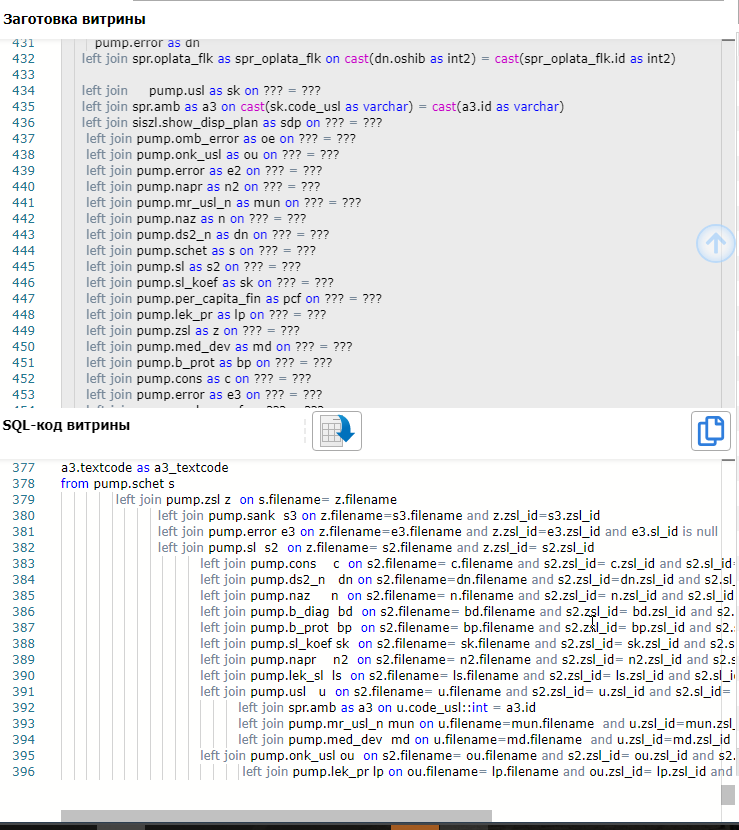 Заготовка витрины
431 pump.error as dn
432 left join spr.oplata_flk as spr_oplata_flk on cast(dn.oshib as int2) = cast(spr_oplata_flk.id as int2)
433
434 left join pump.usl as sk on ??? = ???
435 left join spr.amb as a3 on cast(sk.code_usl as varchar) = cast(a3.id as varchar)
436 left join siszl.show_disp_plan as sdp on ??? = ???
437 left join pump.omb_error as oe on ??? = ???
438 left join pump.onk_usl as ou on ??? = ???
439 left join pump.error as e2 on ??? = ???
440 left join pump.napr as n2 on ??? = ???
441 left join pump.mr_usl_n as mun on ??? = ???
442 left join pump.naz as n on ??? = ???
443 left join pump.ds2_n as dn on ??? = ???
444 left join pump.schet as s on ??? = ???
445 left join pump.sl as s2 on ??? = ???
446 left join pump.sl_koef as sk on ??? = ???
447 left join pump.per_capita_fin as pcf on ??? = ???
448 left join pump.lek_pr as lp on ??? = ???
449 left join pump.zsl as z on ??? = ???
450 left join pump.med_dev as md on ??? = ???
451 left join pump.b_prot as bp on ??? = ???
452 left join pump.cons as c on ??? = ???
453 left join pump.error as e3 on ??? = ???
SQL-код витрины
377 a3.textcode as a3_textcode
378 from pump.schet s
379 left join pump.zsl z on s.filename= z.filename
380 left join pump.sank s3 on z.filename=s3.filename and z.zsl_id=s3.zsl_id
381 left join pump.error e3 on z.filename=e3.filename and z.zsl_id=e3.zsl_id and e3.sl_id is null
382 left join pump.sl s2 on z.filename= s2.filename and z.zsl_id= s2.zsl_id
383 left join pump.cons c on s2.filename= c.filename and s2.zsl_id= c.zsl_id and s2.sl_id=
384 left join pump.ds2_n dn on s2.filename=dn.filename and s2.zsl_id=dn.zsl_id and s2.sl_
385 left join pump.naz n on s2.filename= n.filename and s2.zsl_id= n.zsl_id and s2.sl_id
386 left join pump.b_diag bd on s2.filename= bd.filename and s2.zsl_id= bd.zsl_id and s2.
387 left join pump.b_prot bp on s2.filename= bp.filename and s2.zsl_id= bp.zsl_id and s2.
388 left join pump.sl_koef sk on s2.filename= sk.filename and s2.zsl_id= sk.zsl_id and s2.s
389 left join pump.napr n2 on s2.filename= n2.filename and s2.zsl_id= n2.zsl_id and s2.s
390 left join pump.lek_sl ls on s2.filename= ls.filename and s2.zsl_id= ls.zsl_id and s2.sl_i
391 left join pump.usl u on s2.filename= u.filename and s2.zsl_id= u.zsl_id and s2.sl_id=
392 left join spr.amb as a3 on u.code_usl::int = a3.id
393 left join pump.mr_usl_n mun on u.filename=mun.filename and u.zsl_id=mun.zsl_
394 left join pump.med_dev md on u.filename=md.filename and u.zsl_id=md.zsl_id
395 left join pump.onk_usl ou on s2.filename= ou.filename and s2.zsl_id= ou.zsl_id and s2.
396 left join pump.lek_pr lp on ou.filename= lp.filename and ou.zsl_id= lp.zsl_id and